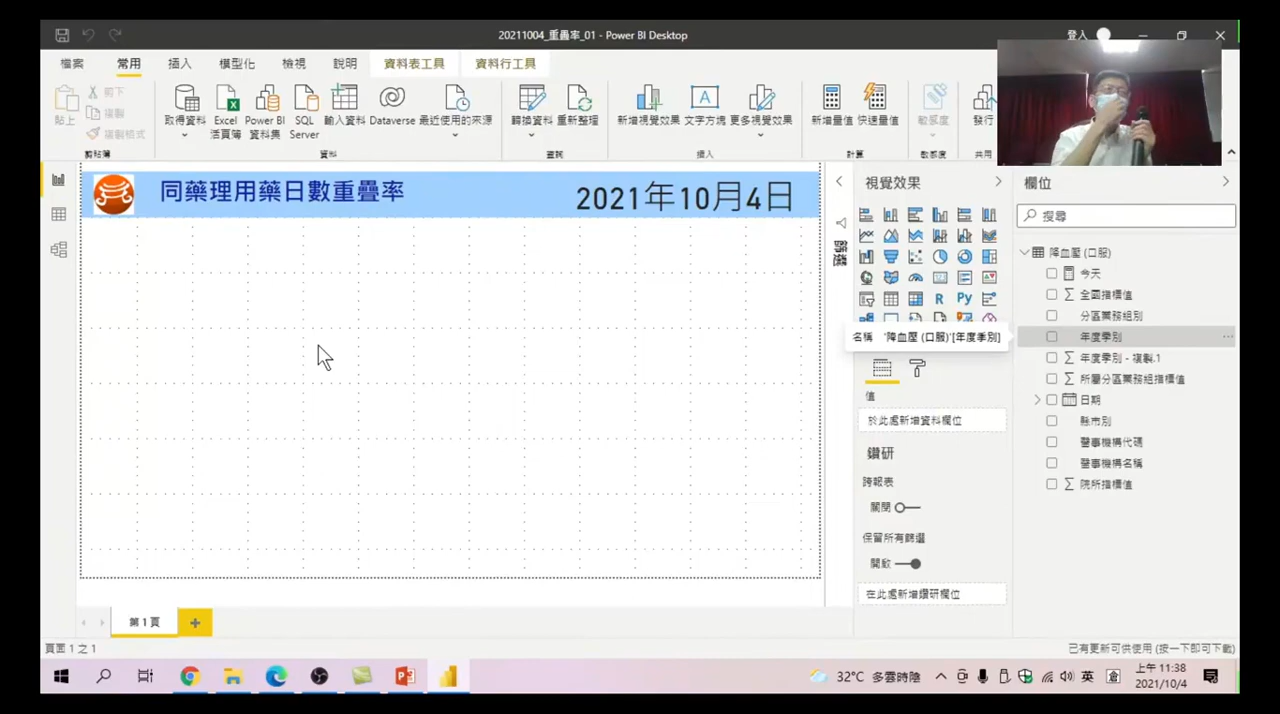 20211004_重疊率_01 - Power BI Desktop
登入
檔案 常用 插入 模型化 檢視 說明 資料表工具 資料行工具
貼上
剪下
複製
複製格式
剪貼簿
取得資料
Excel 活頁簿
Power BI 資料集
SQL Server
輸入資料
Dataverse
最近使用的來源
資料
轉換資料
重新整理
查詢
新增視覺效果
文字方塊
更多視覺效果
插入
新增量值
快速量值
計算
敏感度
敏感度
發行
共用
同藥理用藥日數重疊率
2021年10月4日
篩選
視覺效果
R
Py
名稱 '降血壓 (口服)'[年度季別]
值
於此處新增資料欄位
鑽研
跨報表
關閉
保留所有篩選
開啟
在此處新增鑽研欄位
欄位
搜尋
降血壓 (口服)
今天
全國指標值
分區業務組別
年度季別
年度季別 - 複製.1
所屬分區業務組指標值
日期
縣市別
醫事機構代碼
醫事機構名稱
院所指標值
第 1 頁
頁面 1 之 1
已有更新可供使用 (按一下即可下載)
32°C 多雲時陰
英
倉
上午 11:38
2021/10/4